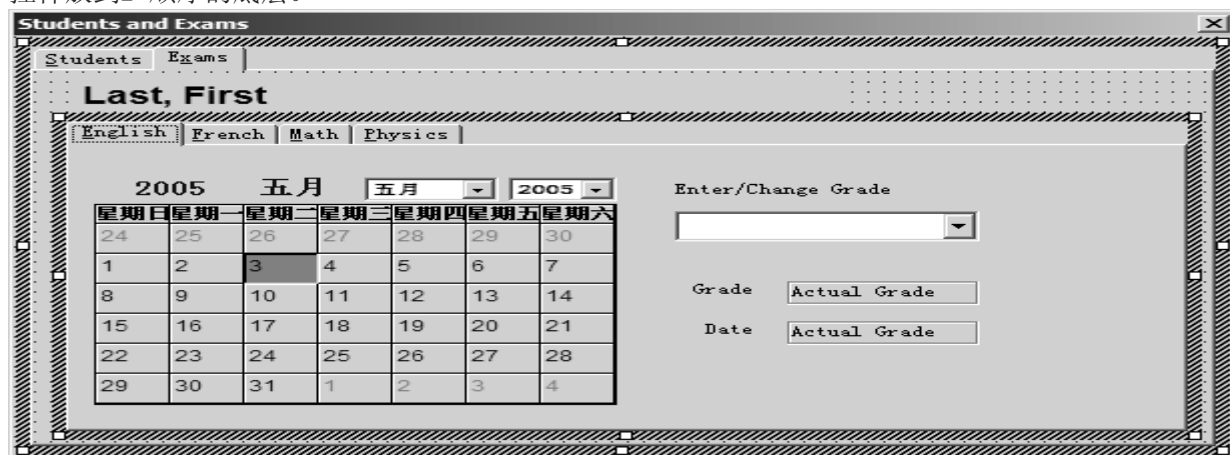 Students and Exams
Students Exams
Last, First
English French Math Physics
2005 五月 五月 2005
星期日 星期一 星期二 星期三 星期四 星期五 星期六
24 25 26 27 28 29 30
1 2 3 4 5 6 7
8 9 10 11 12 13 14
15 16 17 18 19 20 21
22 23 24 25 26 27 28
29 30 31 1 2 3 4
Enter/Change Grade
Grade Actual Grade
Date Actual Grade